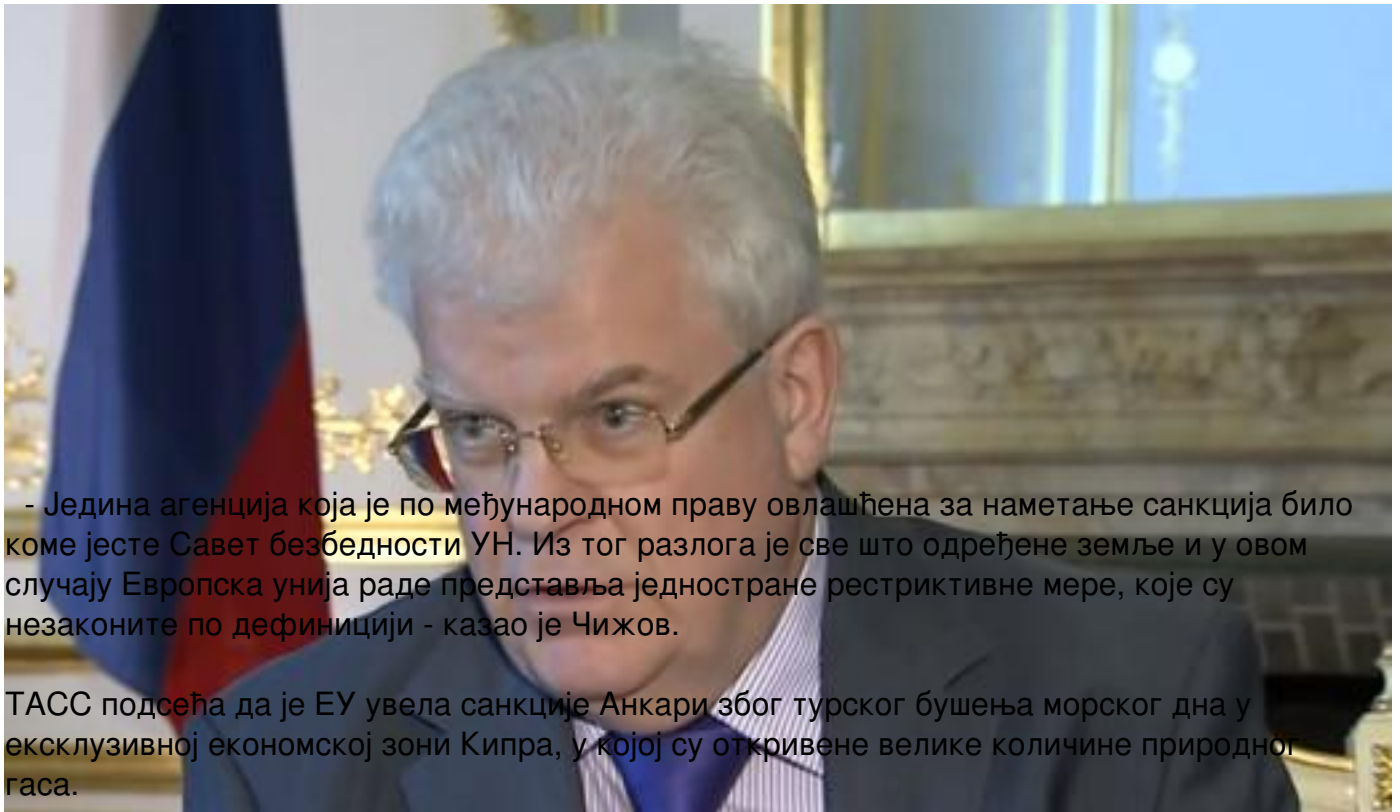 - Једина агенција која је по међународном праву овлашћена за наметање санкција било
коме јесте Савет безбедности УН. Из тог разлога је све што одређене земље и у овом
случају Европска унија раде представља једностране рестриктивне мере, које су
незаконите по дефиницији - казао је Чижов.
ТАСС подсећа да је ЕУ увела санкције Анкари због турског бушења морског дна у
ексклузивној економској зони Кипра, у којој су откривене велике количине природног
гаса.